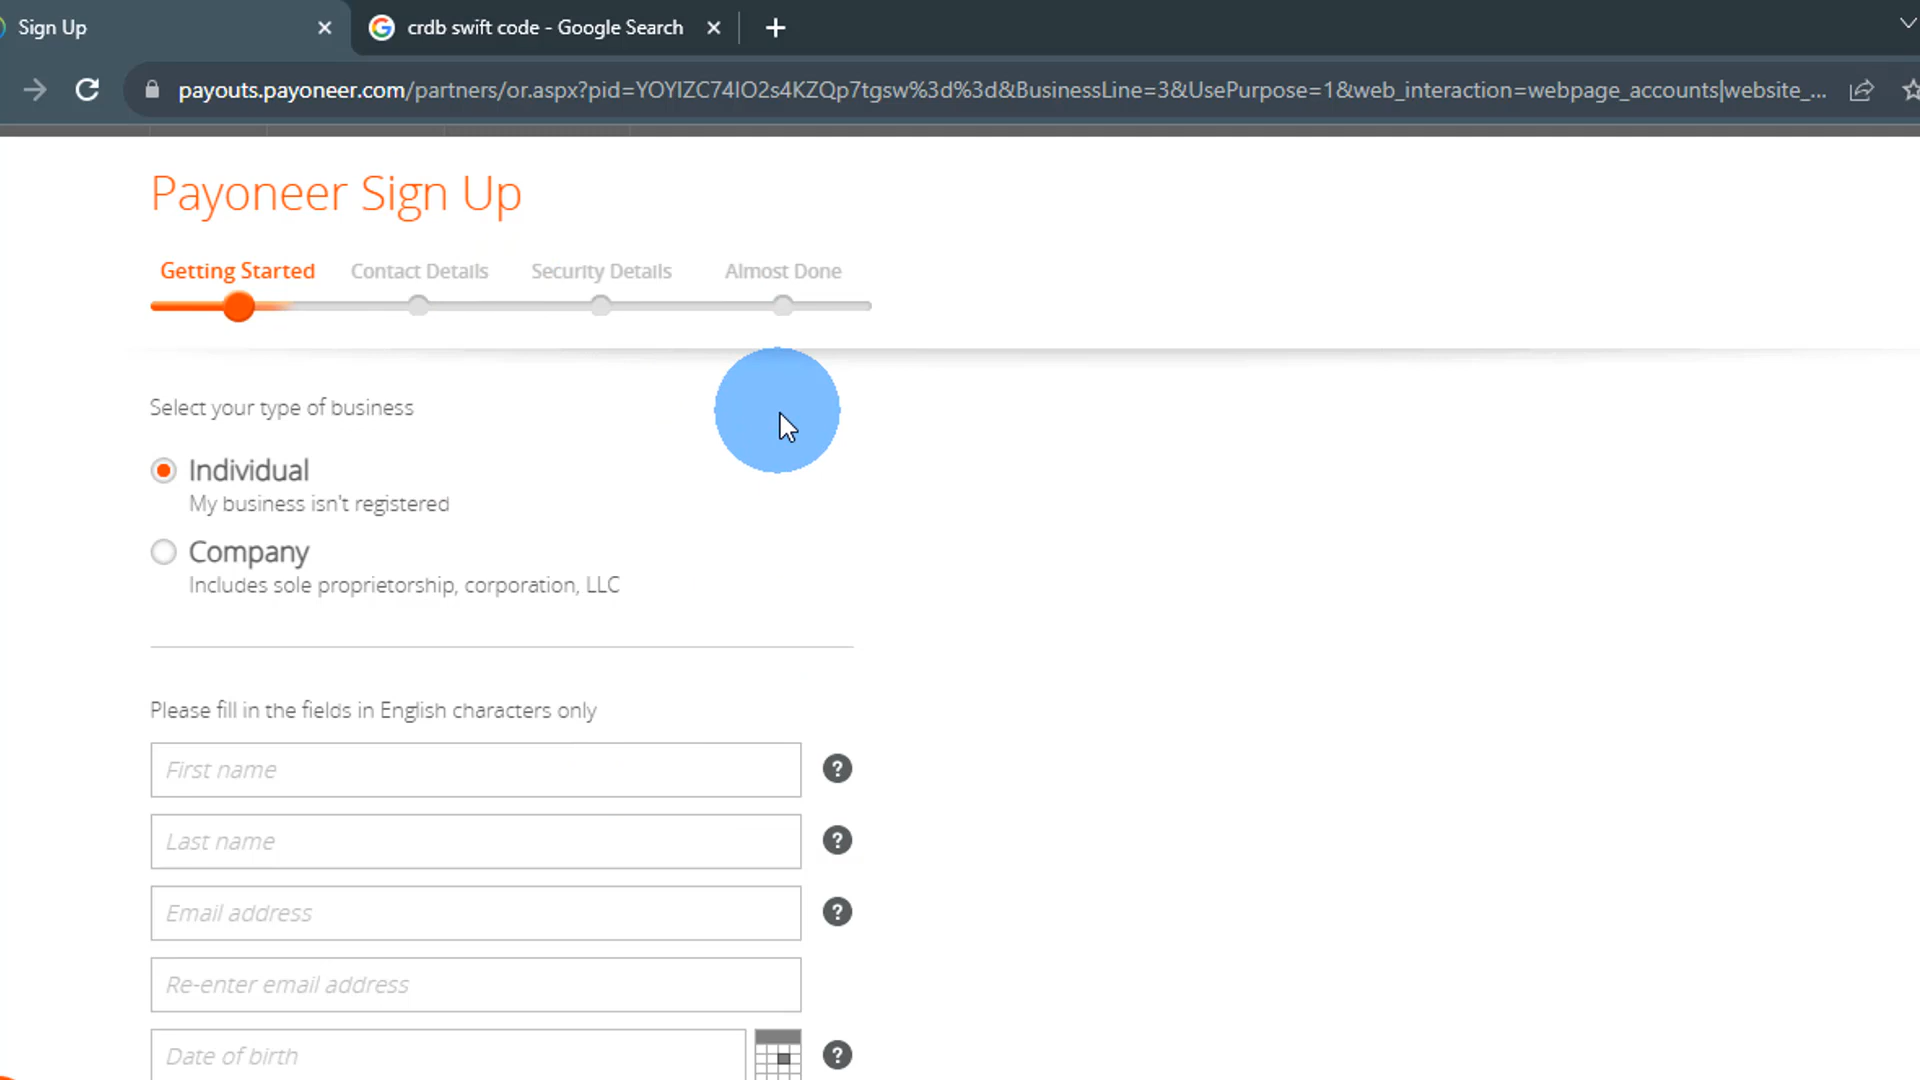 Sign Up
crdb swift code - Google Search
payouts.payoneer.com/partners/or.aspx?pid=YOYIZC74IO2s4KZQp7tgsw%3d%3d&BusinessLine=3&UsePurpose=1&web_interaction=webpage_accounts|website_...
Payoneer Sign Up
Getting Started Contact Details Security Details Almost Done
Select your type of business
Individual
My business isn't registered
Company
Includes sole proprietorship, corporation, LLC
Please fill in the fields in English characters only
First name ?
Last name ?
Email address ?
Re-enter email address
Date of birth ?